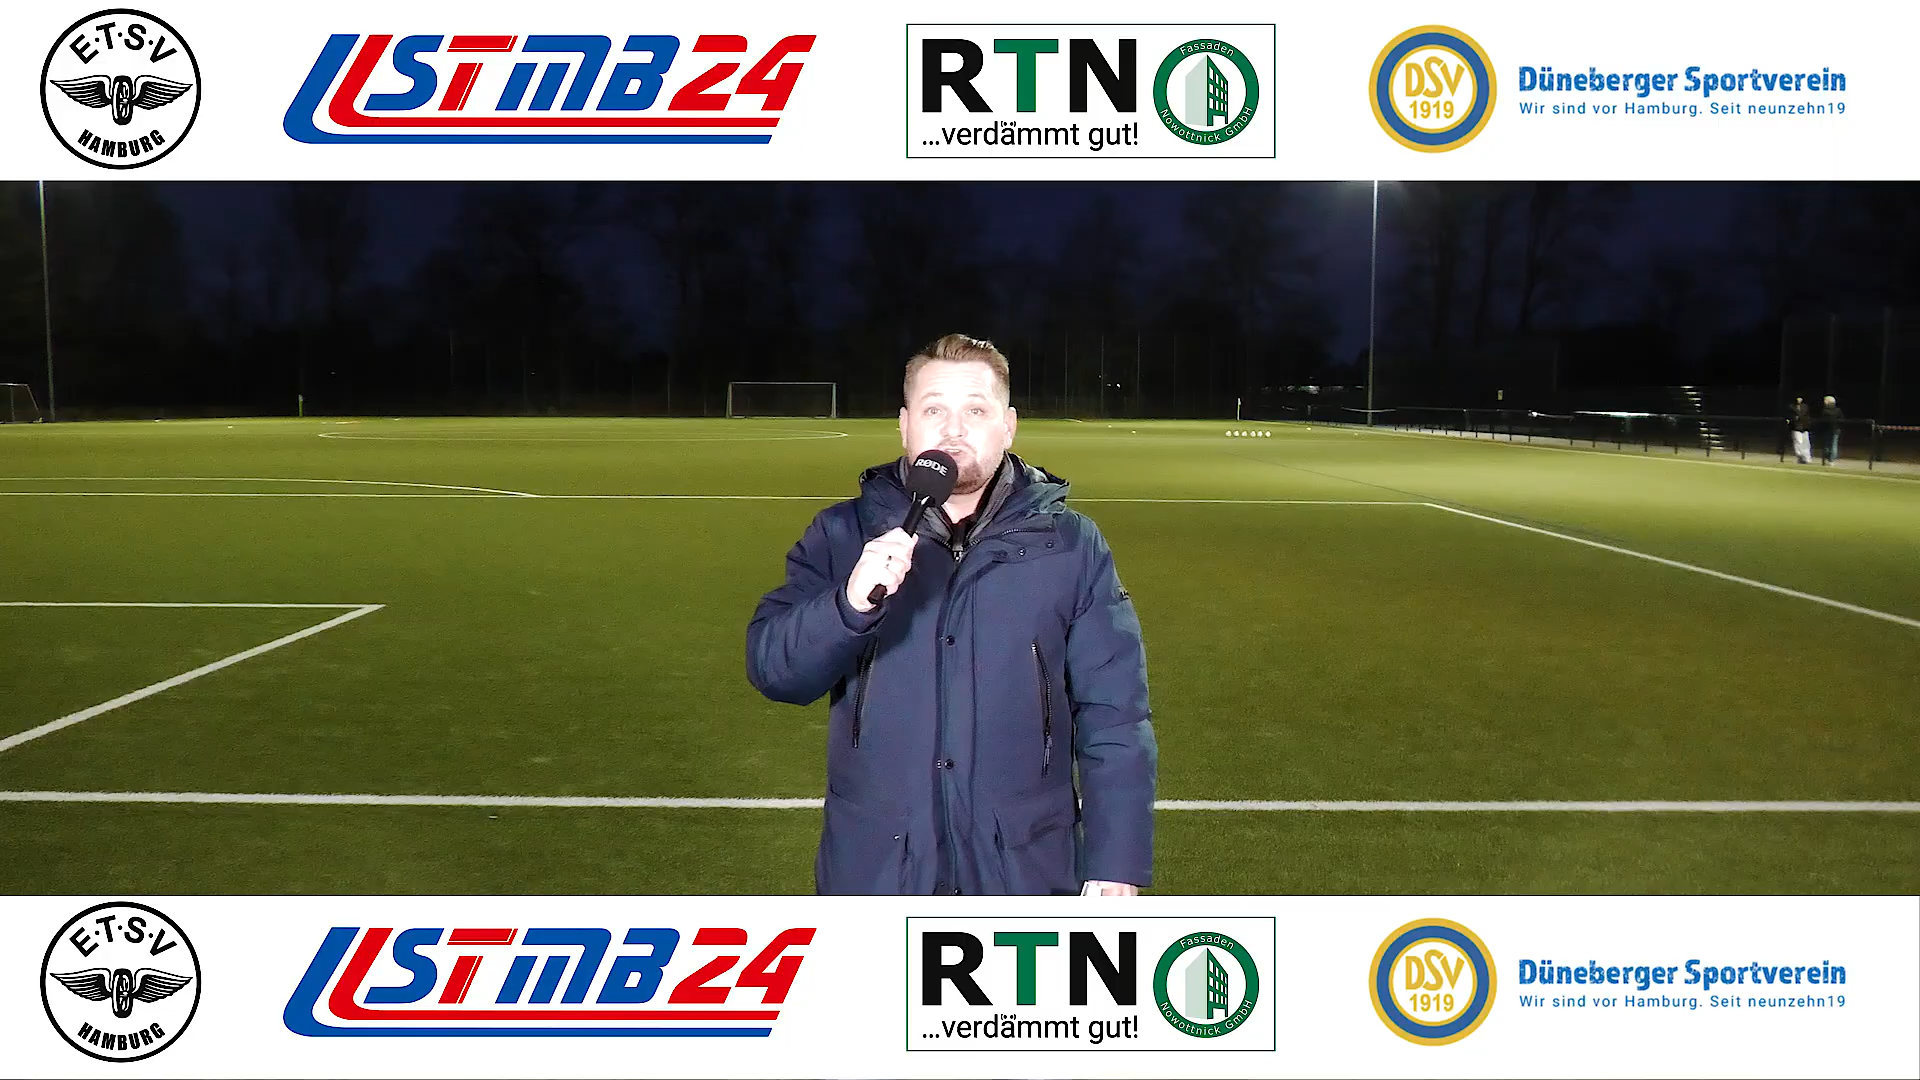 E·T·S·V
HAMBURG
STMB24
RTN
...verdämmt gut!
Fassaden
Nowottnick GmbH
DSV
1919
Düneberger Sportverein
Wir sind vor Hamburg. Seit neunzehn19
RØDE
E·T·S·V
HAMBURG
STMB24
RTN
...verdämmt gut!
Fassaden
Nowottnick GmbH
DSV
1919
Düneberger Sportverein
Wir sind vor Hamburg. Seit neunzehn19